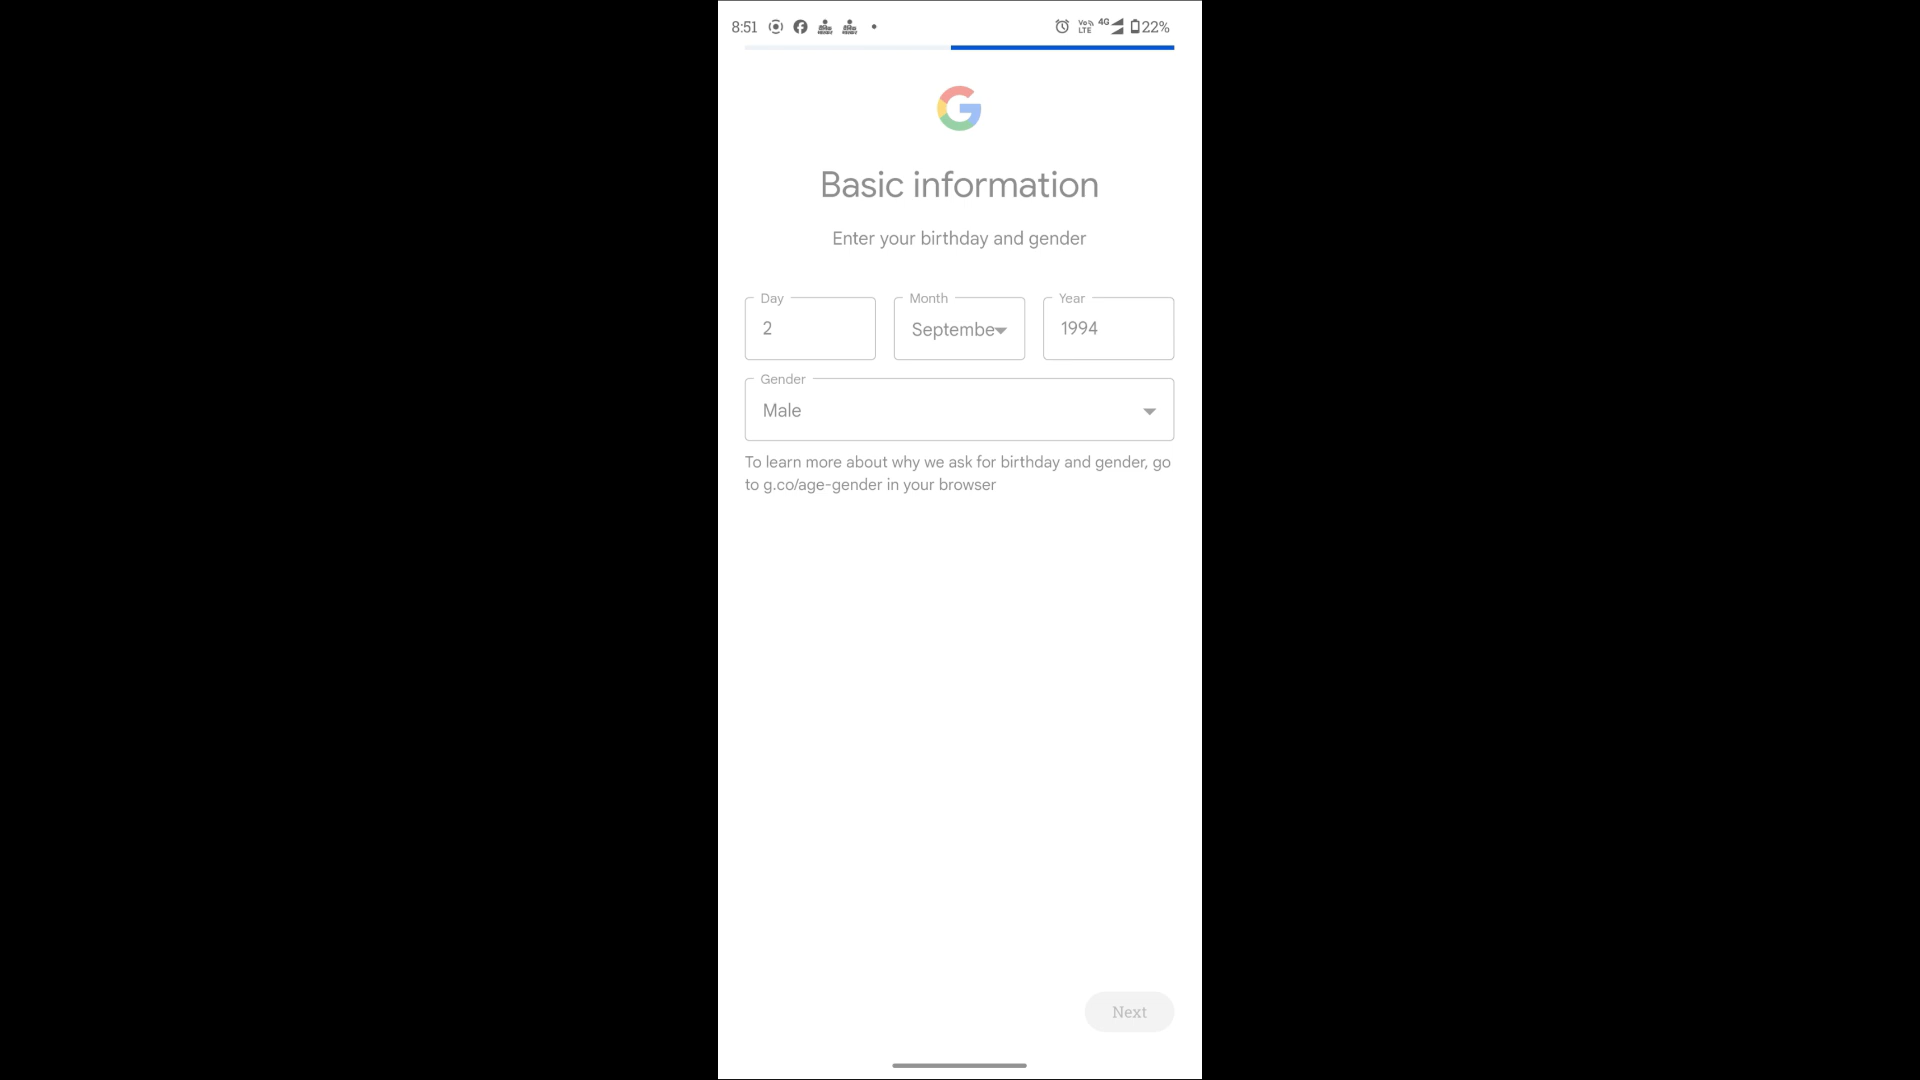 8:51
VoLTE 4G 22%
Basic information
Enter your birthday and gender
Day Month Year
2 Septembe 1994
Gender
Male
To learn more about why we ask for birthday and gender, go
to g.co/age-gender in your browser
Next